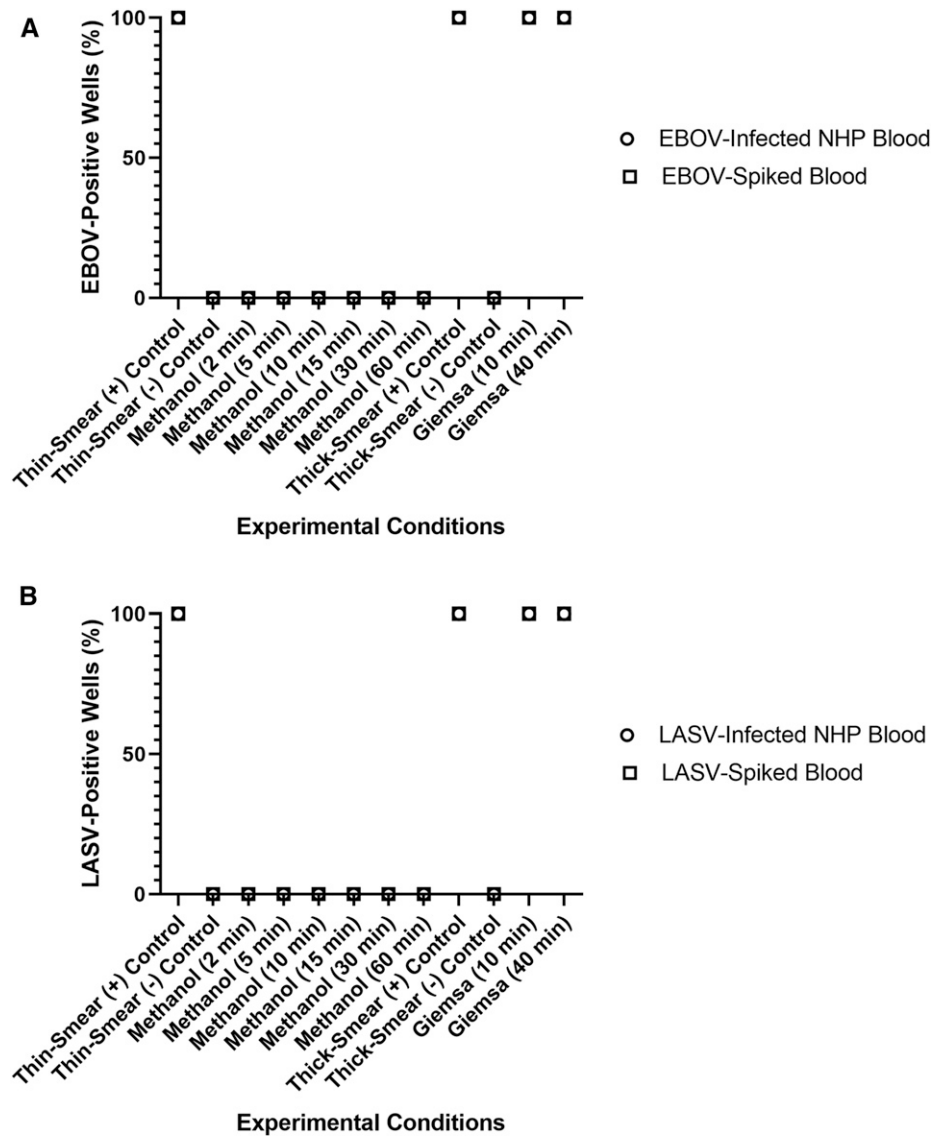 A
EBOV-Positive Wells (%)
100
50
0
EBOV-Infected NHP Blood
EBOV-Spiked Blood
Thin-Smear (+) Control
Thin-Smear (-) Control
Methanol (2 min)
Methanol (5 min)
Methanol (10 min)
Methanol (15 min)
Methanol (30 min)
Methanol (60 min)
Thick-Smear (+) Control
Thick-Smear (-) Control
Giemsa (10 min)
Giemsa (40 min)
Experimental Conditions
B
LASV-Positive Wells (%)
100
50
0
LASV-Infected NHP Blood
LASV-Spiked Blood
Thin-Smear (+) Control
Thin-Smear (-) Control
Methanol (2 min)
Methanol (5 min)
Methanol (10 min)
Methanol (15 min)
Methanol (30 min)
Methanol (60 min)
Thick-Smear (+) Control
Thick-Smear (-) Control
Giemsa (10 min)
Giemsa (40 min)
Experimental Conditions